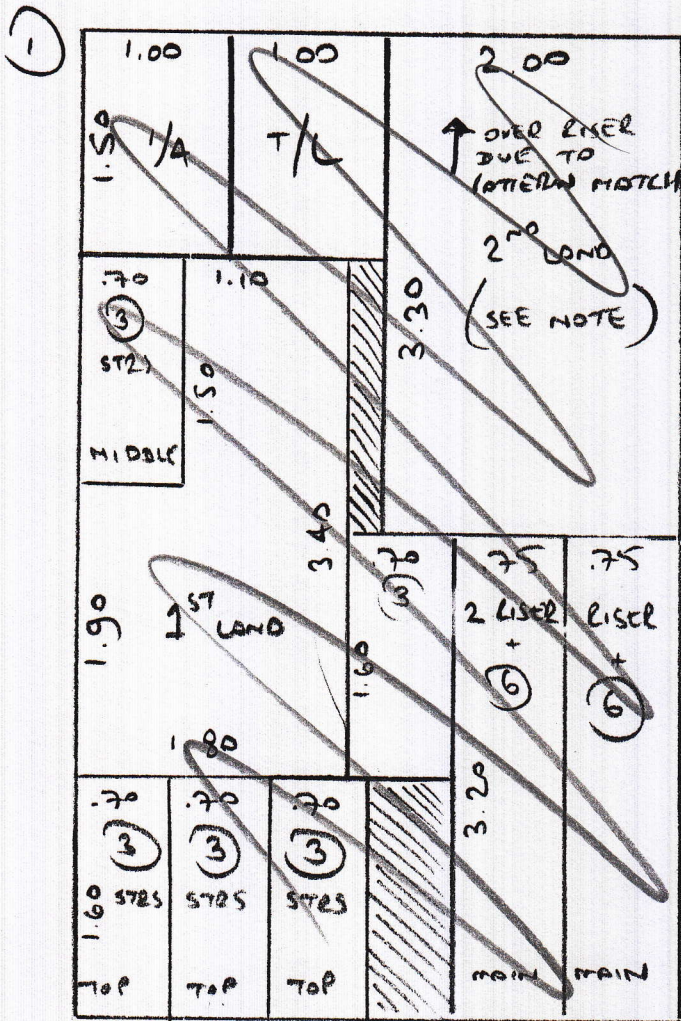 1
1.00
1.00
2.00
1.50
1/A
T/L
OVER RISER
DUE TO
PATTERN MATCH
2ND LAND
(SEE NOTE)
3.30
.70
3
STRS
MIDDLE
1.10
1.50
3.40
1.90
1ST LAND
1.80
.70
3
1.60
.75
2 RISER
+
6
3.20
MAIN
.75
RISER
+
6
MAIN
.70
3
1.60 STRS
TOP
.70
3
STRS
TOP
.70
3
STRS
TOP